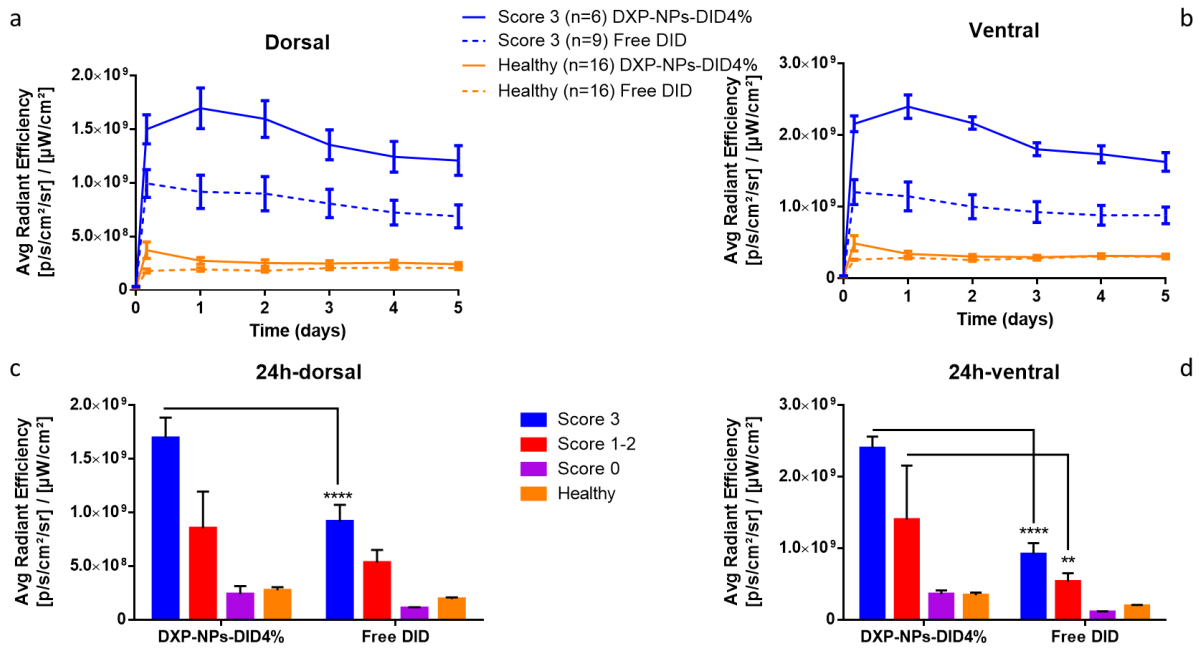 a
Dorsal
Avg Radiant Efficiency
[p/s/cm²/sr] / [µW/cm²]
2.0×10⁹
1.5×10⁹
1.0×10⁹
5.0×10⁸
0
0 1 2 3 4 5
Time (days)
Score 3 (n=6) DXP-NPs-DID4%
Score 3 (n=9) Free DID
Healthy (n=16) DXP-NPs-DID4%
Healthy (n=16) Free DID
b
Ventral
Avg Radiant Efficiency
[p/s/cm²/sr] / [µW/cm²]
3.0×10⁹
2.0×10⁹
1.0×10⁹
0
0 1 2 3 4 5
Time (days)
c
24h-dorsal
Avg Radiant Efficiency
[p/s/cm²/sr] / [µW/cm²]
2.0×10⁹
1.5×10⁹
1.0×10⁹
5.0×10⁸
0
****
DXP-NPs-DID4% Free DID
Score 3
Score 1-2
Score 0
Healthy
d
24h-ventral
Avg Radiant Efficiency
[p/s/cm²/sr] / [µW/cm²]
3.0×10⁹
2.0×10⁹
1.0×10⁹
0
****
**
DXP-NPs-DID4% Free DID